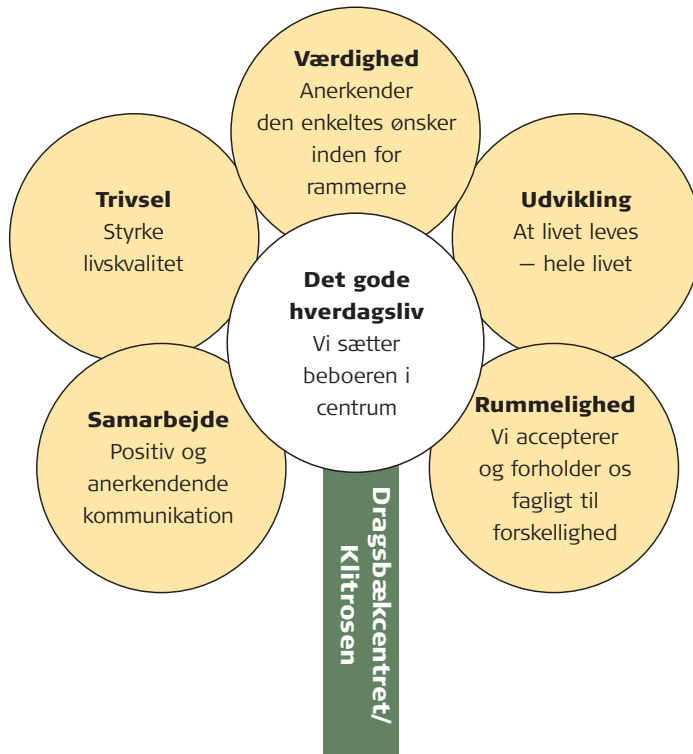 Værdighed
Anerkender
den enkeltes ønsker
inden for
rammerne
Trivsel
Styrke
livskvalitet
Udvikling
At livet leves
– hele livet
Det gode
hverdagsliv
Vi sætter
beboeren i
centrum
Samarbejde
Positiv og
anerkendende
kommunikation
Rummelighed
Vi accepterer
og forholder os
fagligt til
forskellighed
Dragsbækcentret/
Klitrosen